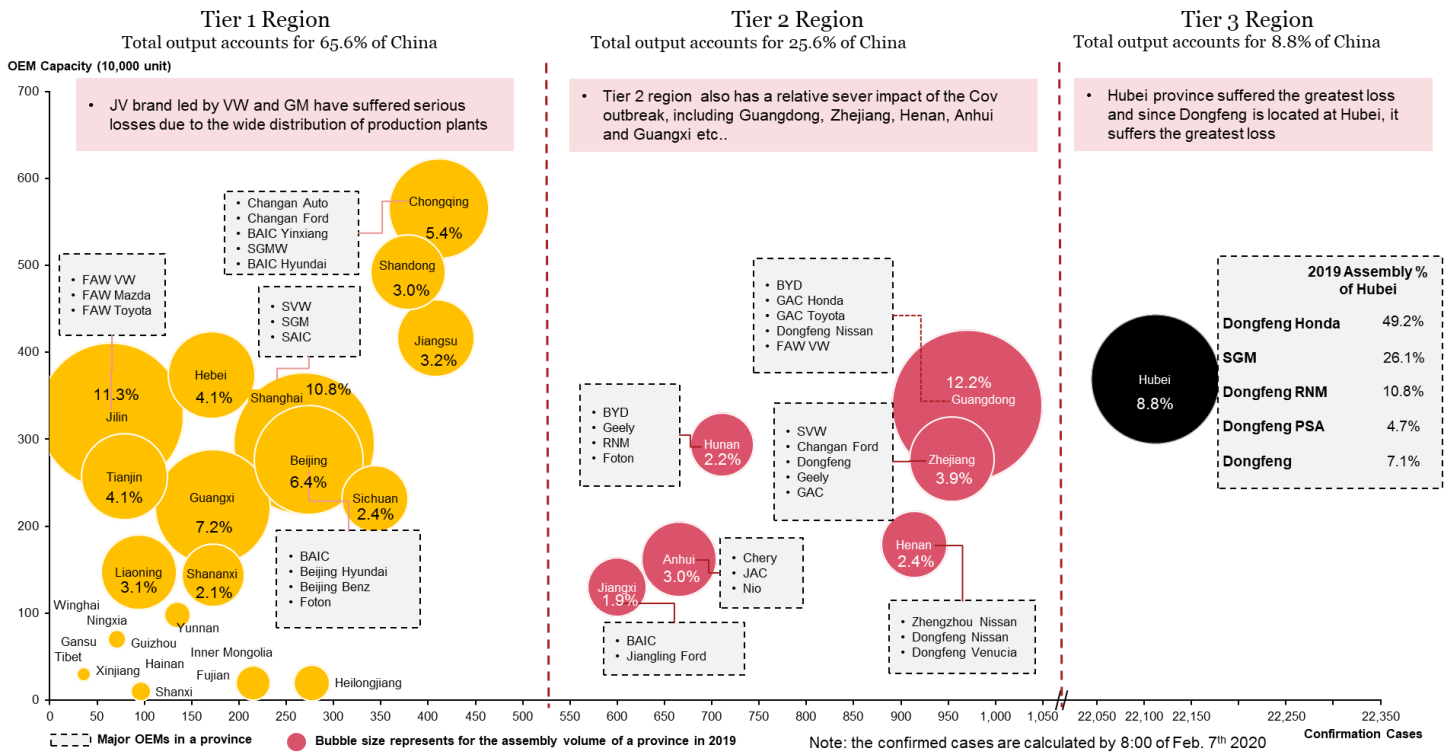 Tier 1 Region
Total output accounts for 65.6% of China
Tier 2 Region
Total output accounts for 25.6% of China
Tier 3 Region
Total output accounts for 8.8% of China
OEM Capacity (10,000 unit)
• JV brand led by VW and GM have suffered serious
losses due to the wide distribution of production plants
• Tier 2 region also has a relative sever impact of the Cov
outbreak, including Guangdong, Zhejiang, Henan, Anhui
and Guangxi etc..
• Hubei province suffered the greatest loss
and since Dongfeng is located at Hubei, it
suffers the greatest loss
700
600
500
400
300
200
100
0
• Changan Auto
• Changan Ford
• BAIC Yinxiang
• SGMW
• BAIC Hyundai
Chongqing
5.4%
Shandong
3.0%
Jiangsu
3.2%
• FAW VW
• FAW Mazda
• FAW Toyota
• SVW
• SGM
• SAIC
11.3%
Jilin
Hebei
4.1%
Shanghai
10.8%
Beijing
6.4%
Tianjin
4.1%
Guangxi
7.2%
Sichuan
2.4%
Liaoning
3.1%
Shananxi
2.1%
• BAIC
• Beijing Hyundai
• Beijing Benz
• Foton
Winghai
Ningxia
Yunnan
Gansu
Guizhou
Tibet
Inner Mongolia
Xinjiang
Hainan
Fujian
Shanxi
Heilongjiang
• BYD
• GAC Honda
• GAC Toyota
• Dongfeng Nissan
• FAW VW
12.2%
Guangdong
• BYD
• Geely
• RNM
• Foton
Hunan
2.2%
• SVW
• Changan Ford
• Dongfeng
• Geely
• GAC
Zhejiang
3.9%
Henan
2.4%
Anhui
3.0%
• Chery
• JAC
• Nio
Jiangxi
1.9%
• BAIC
• Jiangling Ford
• Zhengzhou Nissan
• Dongfeng Nissan
• Dongfeng Venucia
Hubei
8.8%
2019 Assembly %
of Hubei
Dongfeng Honda 49.2%
SGM 26.1%
Dongfeng RNM 10.8%
Dongfeng PSA 4.7%
Dongfeng 7.1%
0 50 100 150 200 250 300 350 400 450 500 550 600 650 700 750 800 850 900 950 1,000 1,050 22,050 22,100 22,150 22,250 22,350
Major OEMs in a province
Bubble size represents for the assembly volume of a province in 2019
Note: the confirmed cases are calculated by 8:00 of Feb. 7th 2020
Confirmation Cases